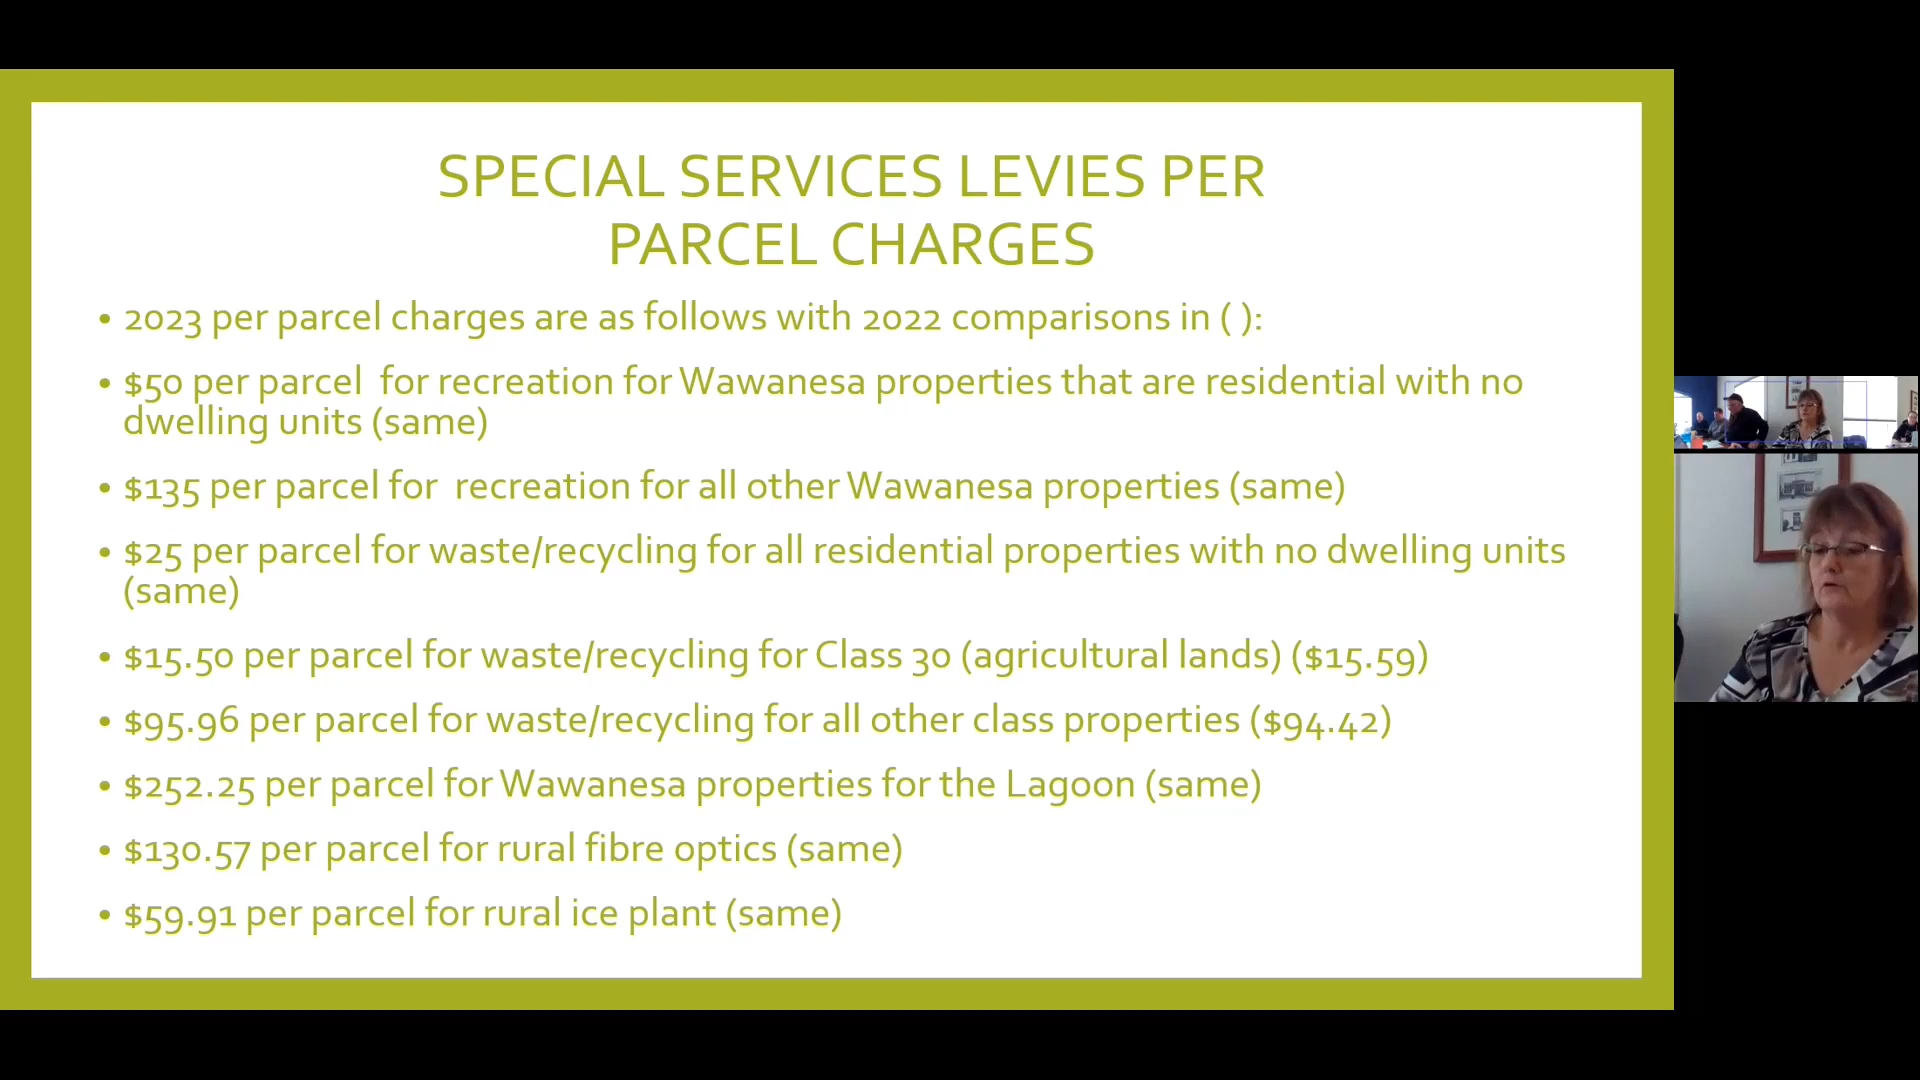 SPECIAL SERVICES LEVIES PER
PARCEL CHARGES
• 2023 per parcel charges are as follows with 2022 comparisons in ( ):
• $50 per parcel  for recreation for Wawanesa properties that are residential with no
dwelling units (same)
• $135 per parcel for  recreation for all other Wawanesa properties (same)
• $25 per parcel for waste/recycling for all residential properties with no dwelling units
(same)
• $15.50 per parcel for waste/recycling for Class 30 (agricultural lands) ($15.59)
• $95.96 per parcel for waste/recycling for all other class properties ($94.42)
• $252.25 per parcel for Wawanesa properties for the Lagoon (same)
• $130.57 per parcel for rural fibre optics (same)
• $59.91 per parcel for rural ice plant (same)